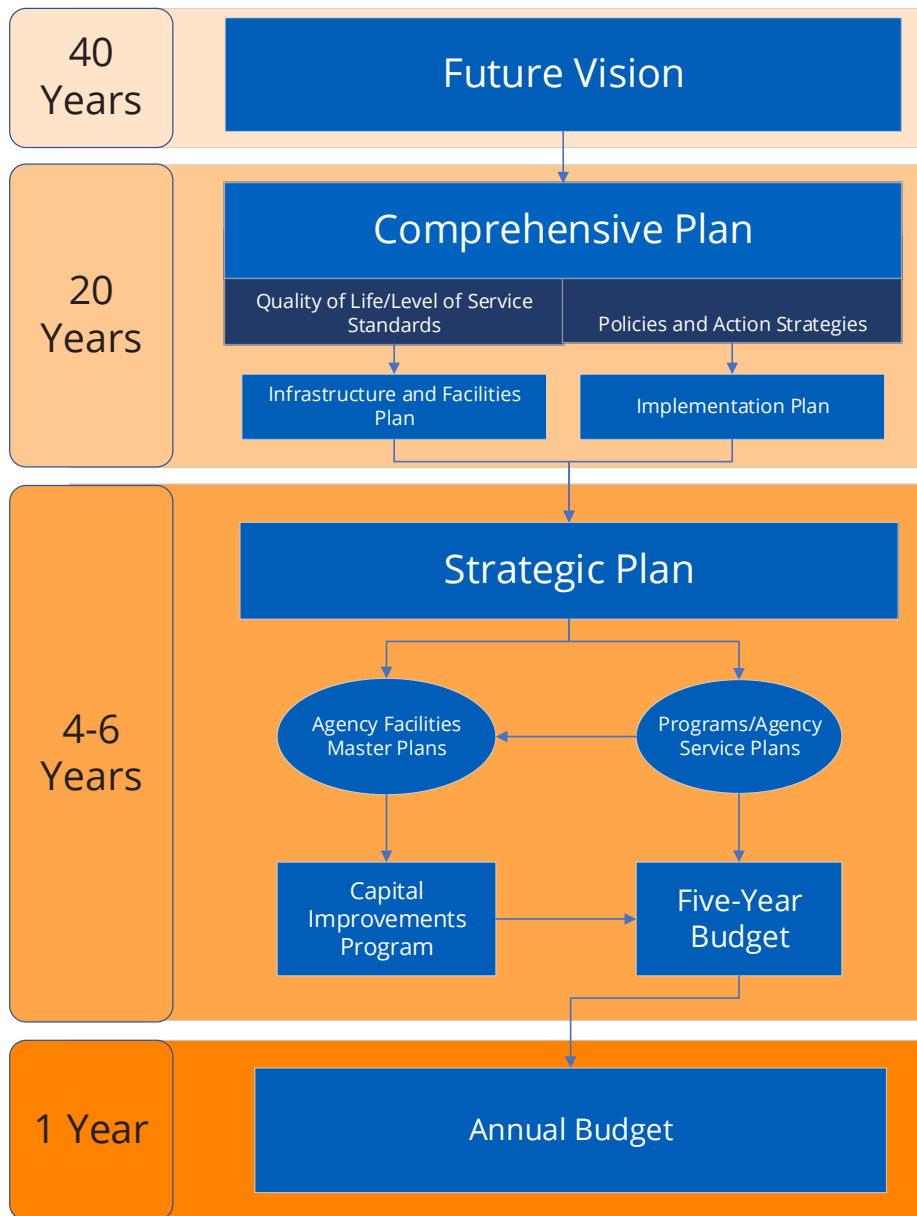 40
Years
Future Vision
20
Years
Comprehensive Plan
Quality of Life/Level of Service
Standards
Policies and Action Strategies
Infrastructure and Facilities
Plan
Implementation Plan
4-6
Years
Strategic Plan
Agency Facilities
Master Plans
Programs/Agency
Service Plans
Capital
Improvements
Program
Five-Year
Budget
1 Year
Annual Budget